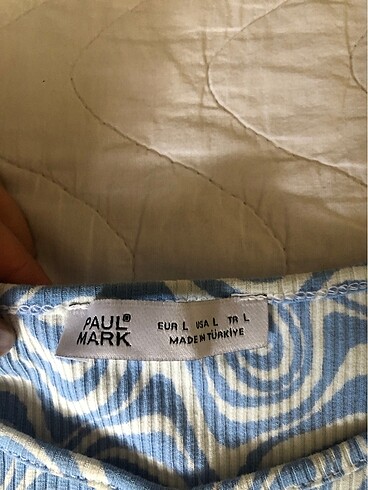 PAUL®
MARK
EUR L USA L TR L
MADE IN TÜRKİYE